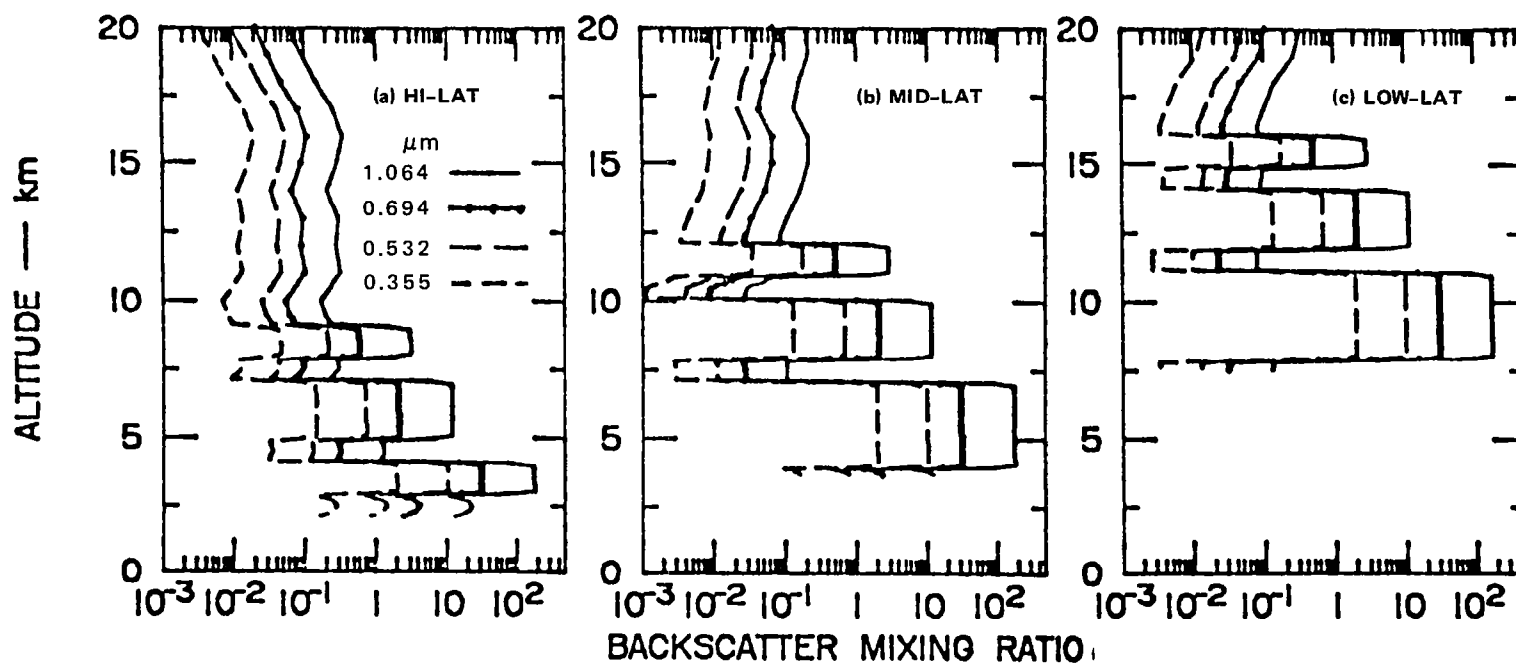 20
15
10
5
0
ALTITUDE — km
(a) HI-LAT
μm
1.064
0.694
0.532
0.355
10⁻³ 10⁻² 10⁻¹ 1 10 10²
20
15
10
5
0
(b) MID-LAT
10⁻³ 10⁻² 10⁻¹ 1 10 10²
20
15
10
5
0
(c) LOW-LAT
10⁻³ 10⁻² 10⁻¹ 1 10 10²
BACKSCATTER MIXING RATIO